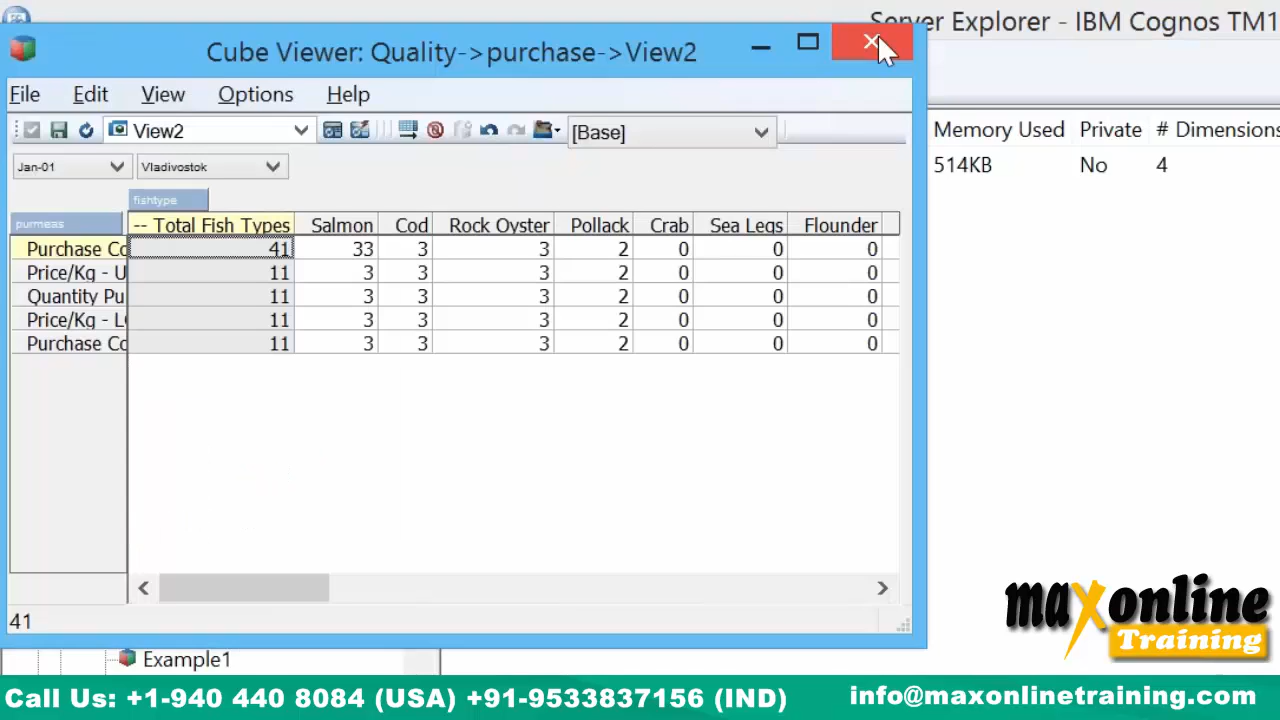 Server Explorer - IBM Cognos TM1
Cube Viewer: Quality->purchase->View2
File Edit View Options Help
View2 [Base]
Memory Used Private # Dimensions
Jan-01 Vladivostok
514KB No 4
fishtype
purmeas
-- Total Fish Types Salmon Cod Rock Oyster Pollack Crab Sea Legs Flounder
Purchase Co 41 33 3 3 2 0 0 0
Price/Kg - U 11 3 3 3 2 0 0 0
Quantity Pu 11 3 3 3 2 0 0 0
Price/Kg - L 11 3 3 3 2 0 0 0
Purchase Co 11 3 3 3 2 0 0 0
41
maxonline
Training
Example1
Call Us: +1-940 440 8084 (USA) +91-9533837156 (IND) info@maxonlinetraining.com